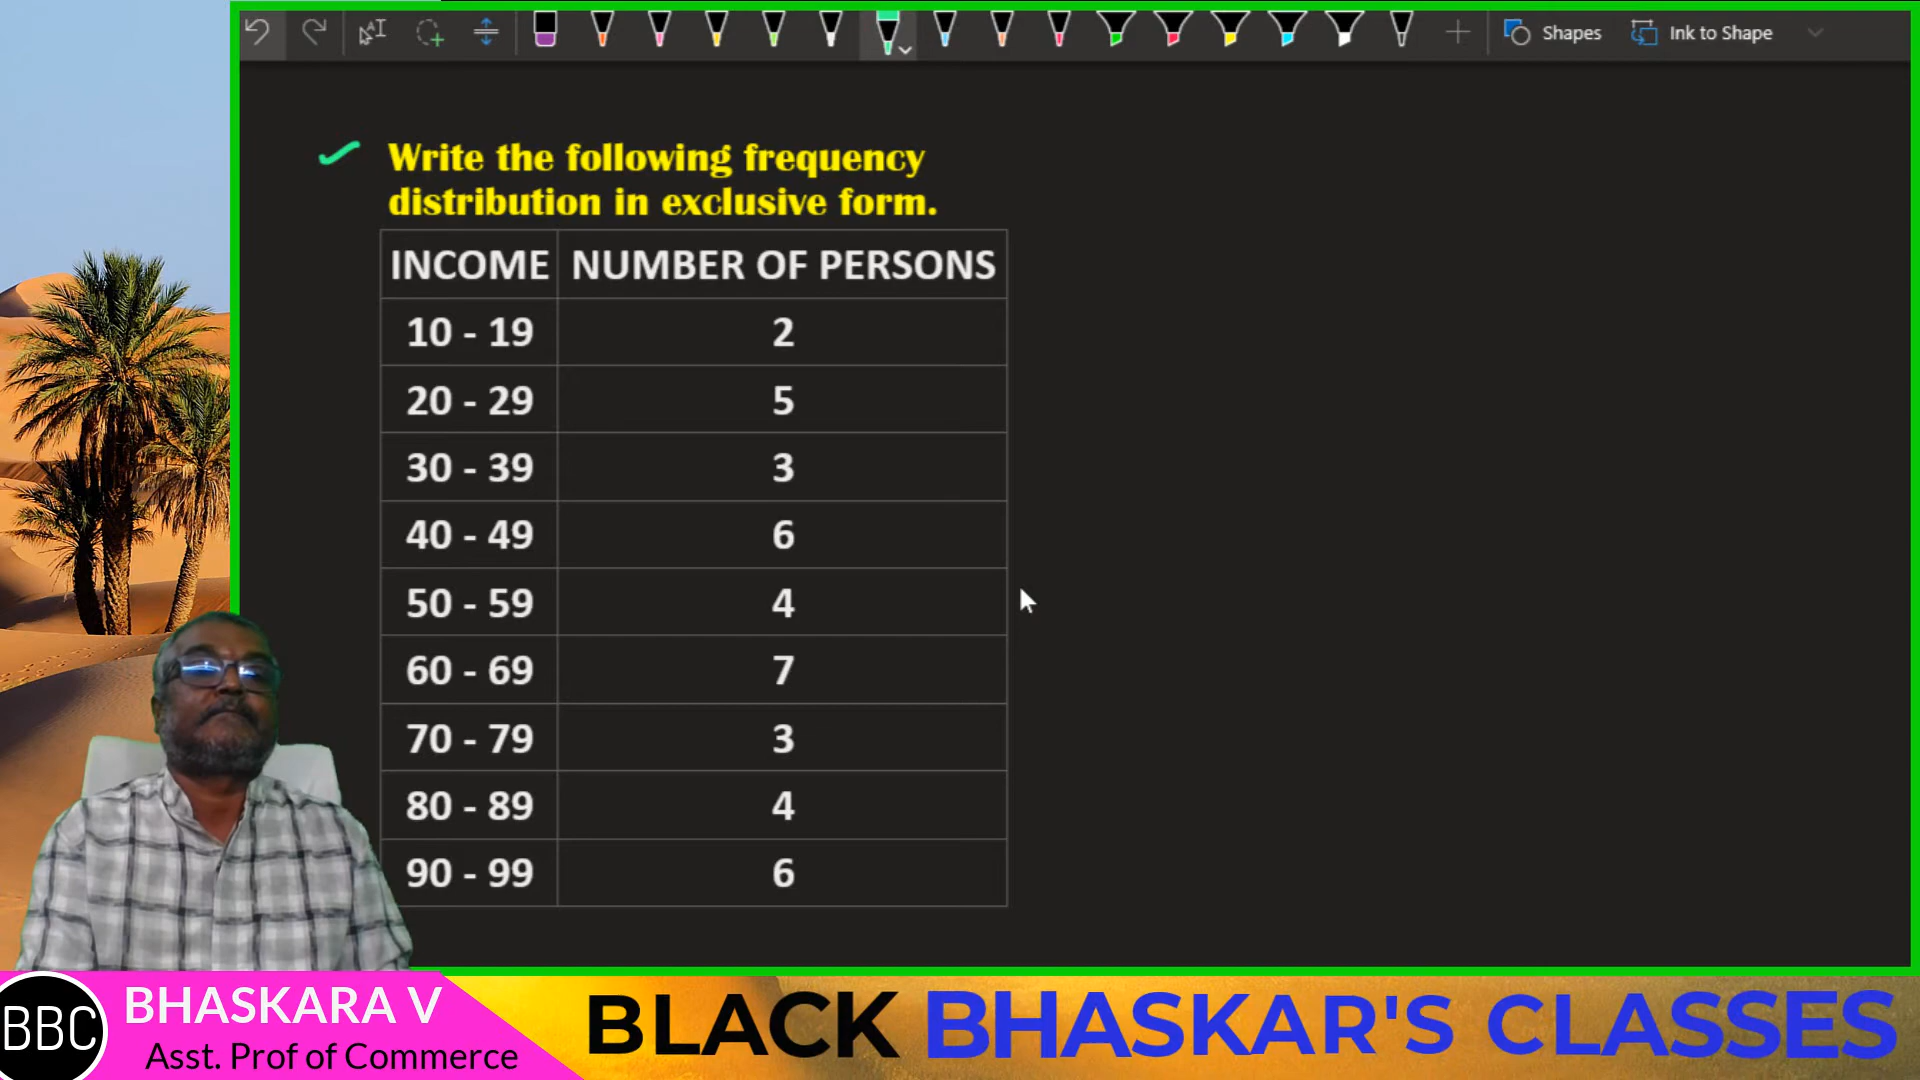 Shapes
Ink to Shape
Write the following frequency
distribution in exclusive form.
INCOME NUMBER OF PERSONS
10 - 19 2
20 - 29 5
30 - 39 3
40 - 49 6
50 - 59 4
60 - 69 7
70 - 79 3
80 - 89 4
90 - 99 6
BBC
BHASKARA V
Asst. Prof of Commerce
BLACK BHASKAR'S CLASSES